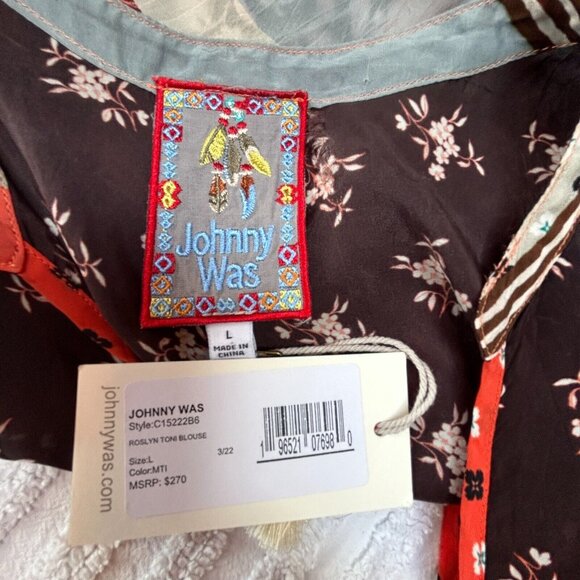 Johnny
Was
L
MADE IN
CHINA
johnnywas.com
JOHNNY WAS
Style:C15222B6
ROSLYN TONI BLOUSE
3/22
Size:L
Color:MTI
MSRP: $270
1 96521 07698 0